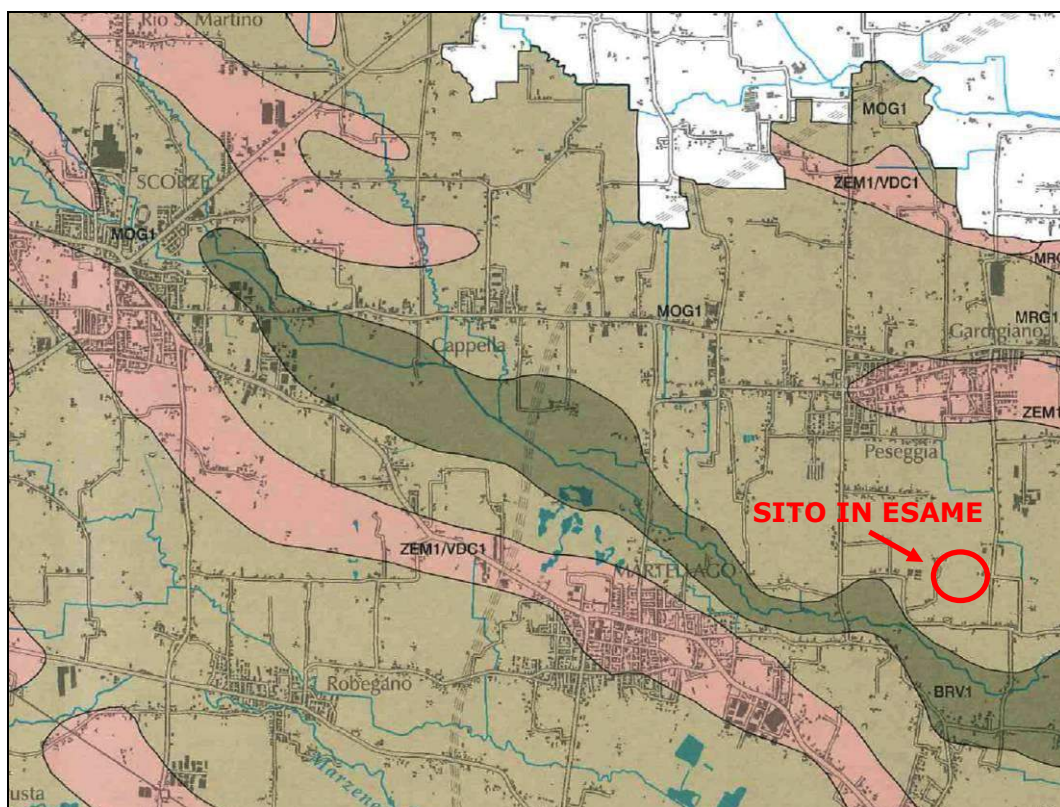 Rio S. Martino
MOG1
SCORZE'
ZEM1/VDC1
MOG1
MRG1
MOG1
Cappella
Gardigiano
ZEM1
Peseggia
SITO IN ESAME
ZEM1/VDC1
MARTELLAGO
BRV1
Robegano
Marzeno
usta